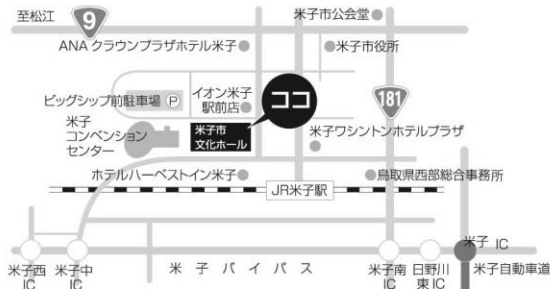 至松江
9
米子市公会堂
ANAクラウンプラザホテル米子
米子市役所
ビッグシップ前駐車場 P
イオン米子
駅前店
ココ
181
米子
コンベンション
センター
米子市
文化ホール
米子ワシントンホテルプラザ
ホテルハーベストイン米子
鳥取県西部総合事務所
JR米子駅
米子西
IC
米子中
IC
米子バイパス
米子南
IC
日野川
東IC
米子 IC
米子自動車道